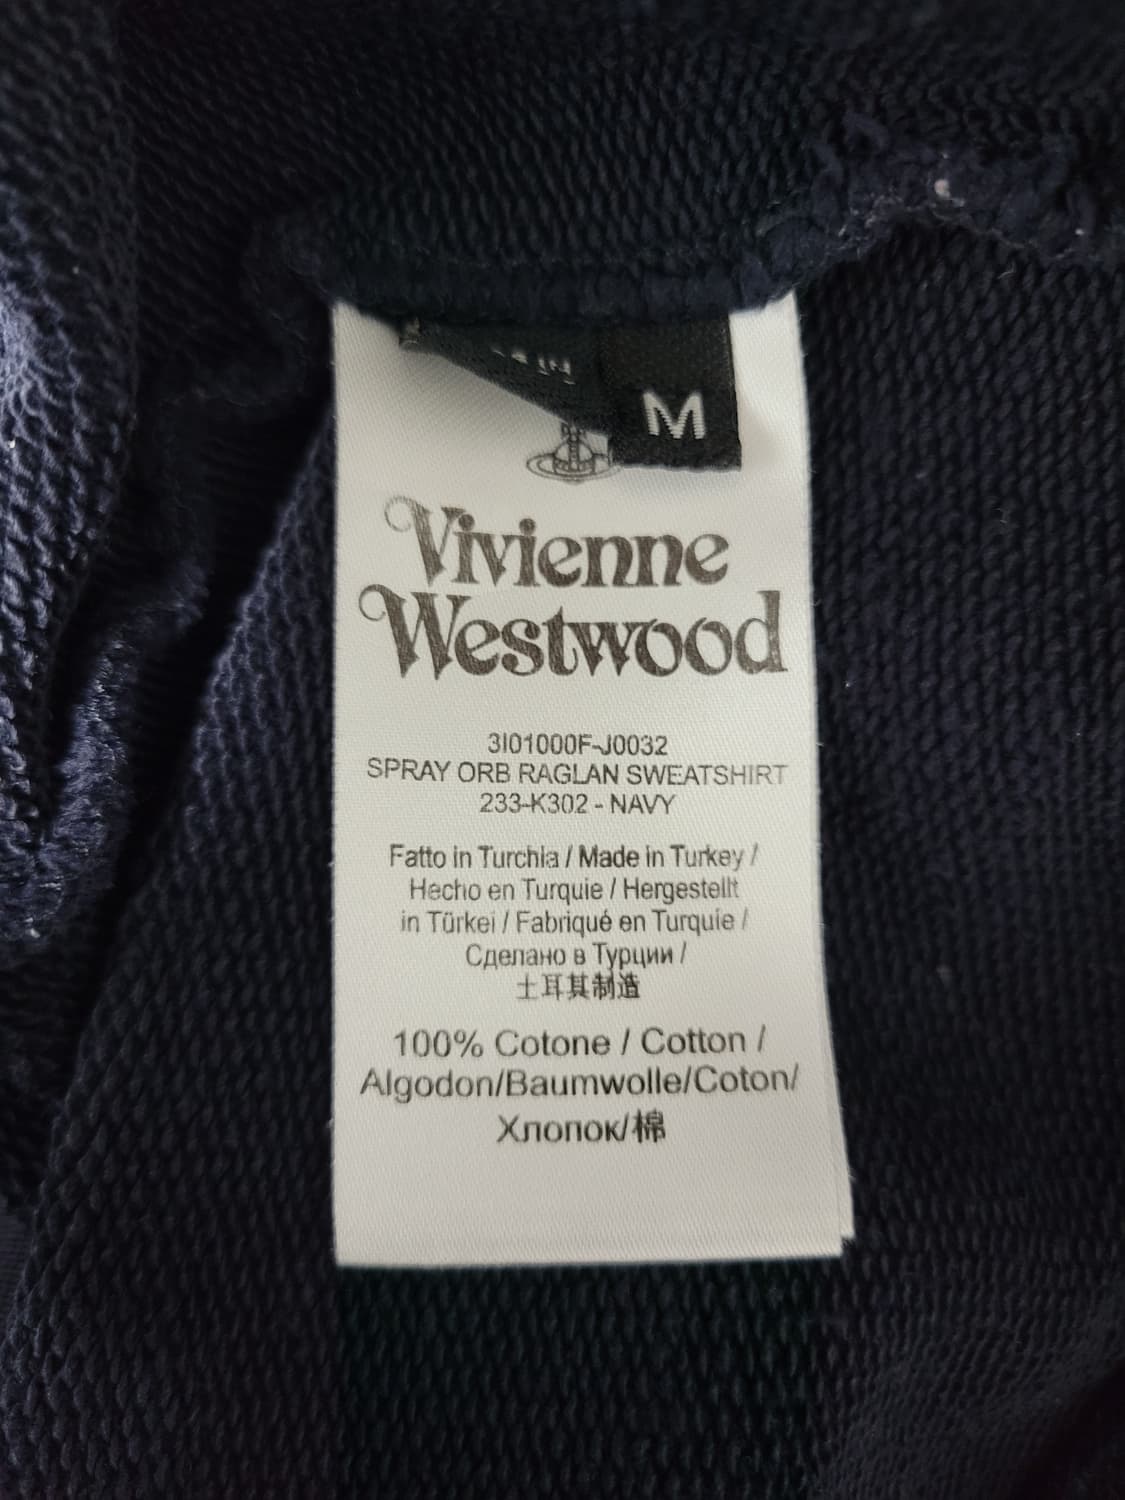 M
Vivienne
Westwood
3I01000F-J0032
SPRAY ORB RAGLAN SWEATSHIRT
233-K302 - NAVY
Fatto in Turchia / Made in Turkey /
Hecho en Turquie / Hergestellt
in Türkei / Fabriqué en Turquie /
Сделано в Турции /
土耳其制造
100% Cotone / Cotton /
Algodon/Baumwolle/Coton/
Хлопок/棉